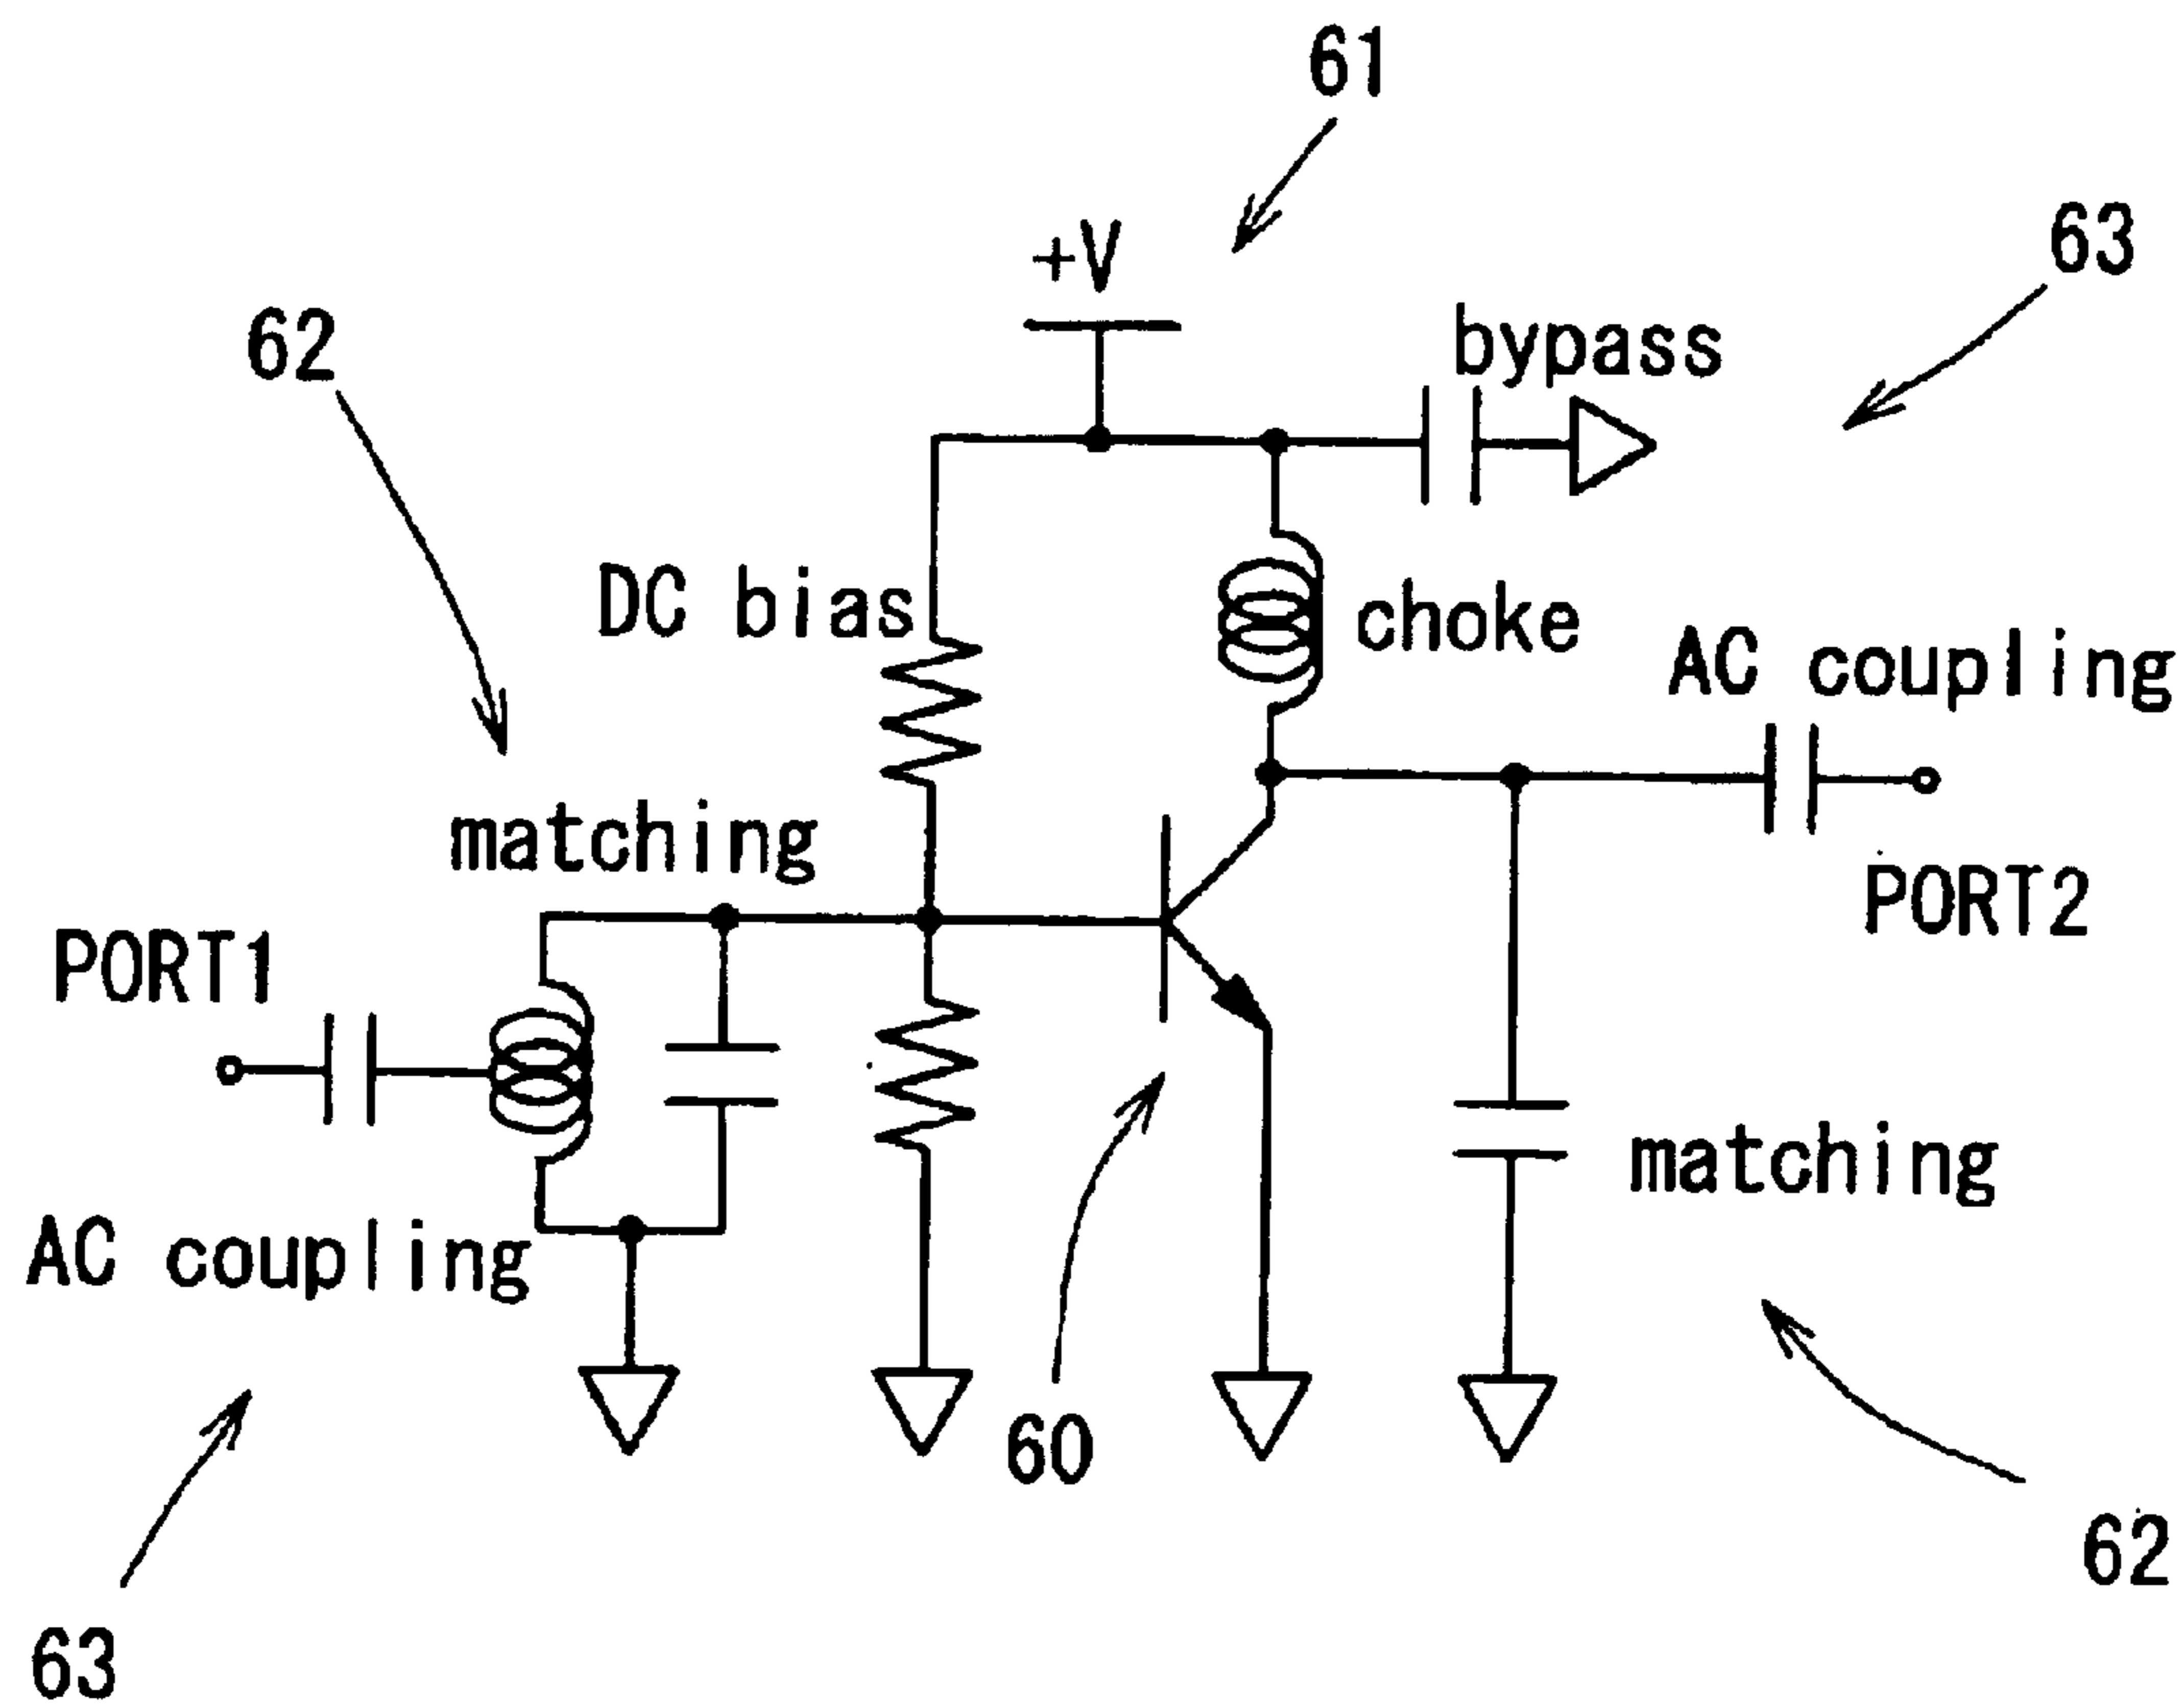 61
63
+V
62
bypass
DC bias
choke
AC coupling
matching
PORT2
PORT1
matching
AC coupling
60
62
63